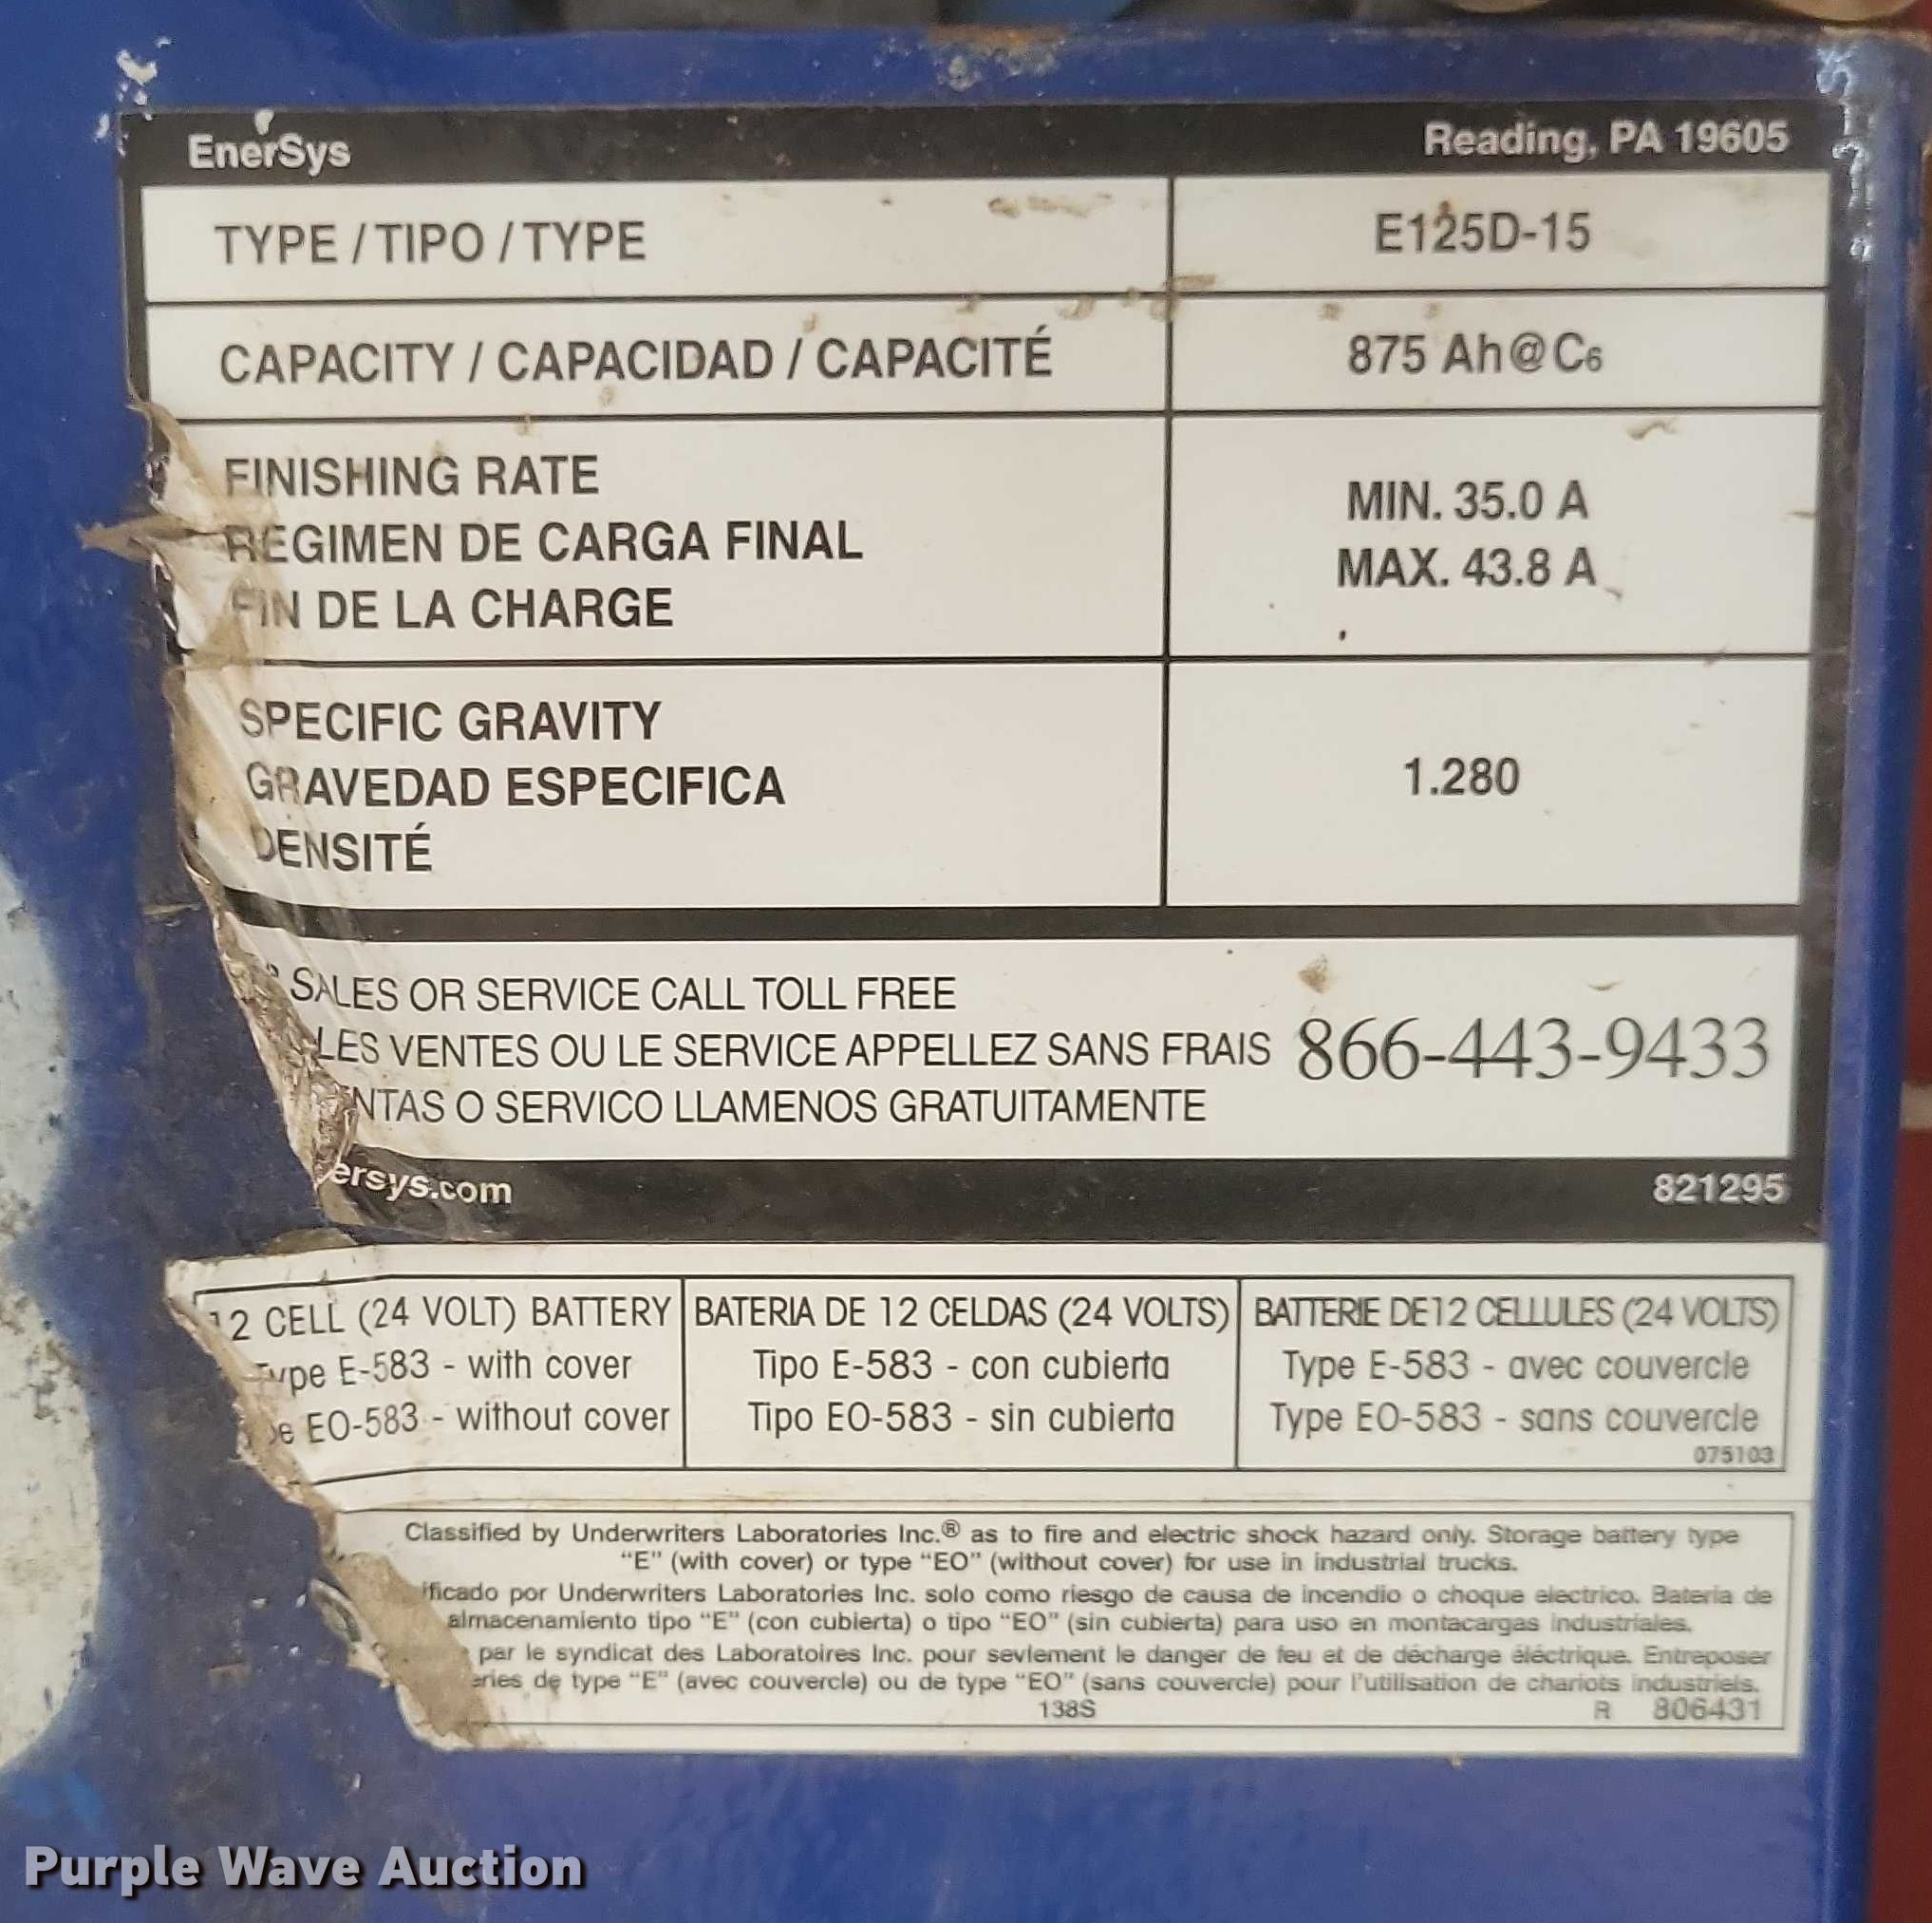 EnerSys
Reading, PA 19605
TYPE / TIPO / TYPE
E125D-15
CAPACITY / CAPACIDAD / CAPACITÉ
875 Ah@C6
FINISHING RATE
REGIMEN DE CARGA FINAL
FIN DE LA CHARGE
MIN. 35.0 A
MAX. 43.8 A
SPECIFIC GRAVITY
GRAVEDAD ESPECIFICA
DENSITÉ
1.280
SALES OR SERVICE CALL TOLL FREE
LES VENTES OU LE SERVICE APPELLEZ SANS FRAIS
NTAS O SERVICO LLAMENOS GRATUITAMENTE
866-443-9433
ersys.com
821295
12 CELL (24 VOLT) BATTERY
Type E-583 - with cover
pe EO-583 - without cover
BATERIA DE 12 CELDAS (24 VOLTS)
Tipo E-583 - con cubierta
Tipo EO-583 - sin cubierta
BATTERIE DE12 CELLULES (24 VOLTS)
Type E-583 - avec couvercle
Type EO-583 - sans couvercle
075103
Classified by Underwriters Laboratories Inc.® as to fire and electric shock hazard only. Storage battery type
"E" (with cover) or type "EO" (without cover) for use in industrial trucks.
ificado por Underwriters Laboratories Inc. solo como riesgo de causa de incendio o choque electrico. Bateria de
almacenamiento tipo "E" (con cubierta) o tipo "EO" (sin cubierta) para uso en montacargas industriales.
par le syndicat des Laboratoires Inc. pour sevlement le danger de feu et de décharge éléctrique. Entreposer
eries de type "E" (avec couvercle) ou de type "EO" (sans couvercle) pour l'utilisation de chariots industriels.
138S
R 806431
Purple Wave Auction